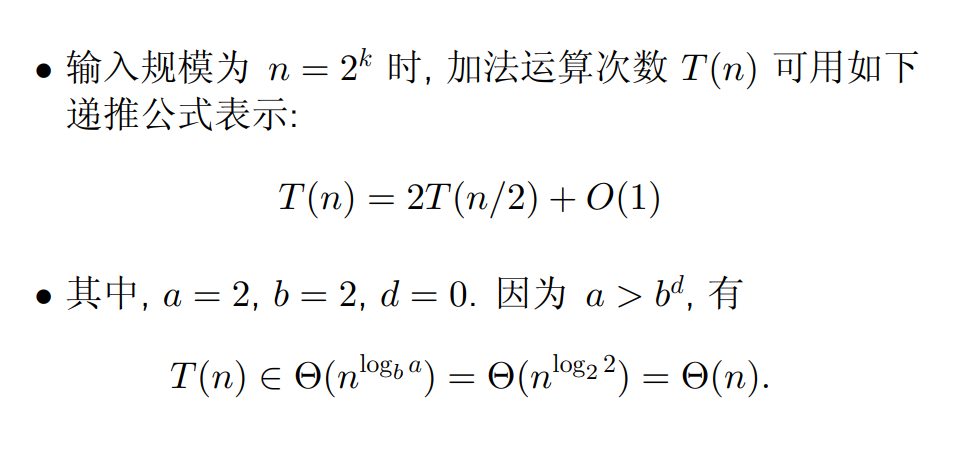 • 输入规模为 n = 2^k 时, 加法运算次数 T(n) 可用如下
递推公式表示:
T(n) = 2T(n/2) + O(1)
• 其中, a = 2, b = 2, d = 0. 因为 a > b^d, 有
T(n) ∈ Θ(n^{log_b a}) = Θ(n^{log_2 2}) = Θ(n).